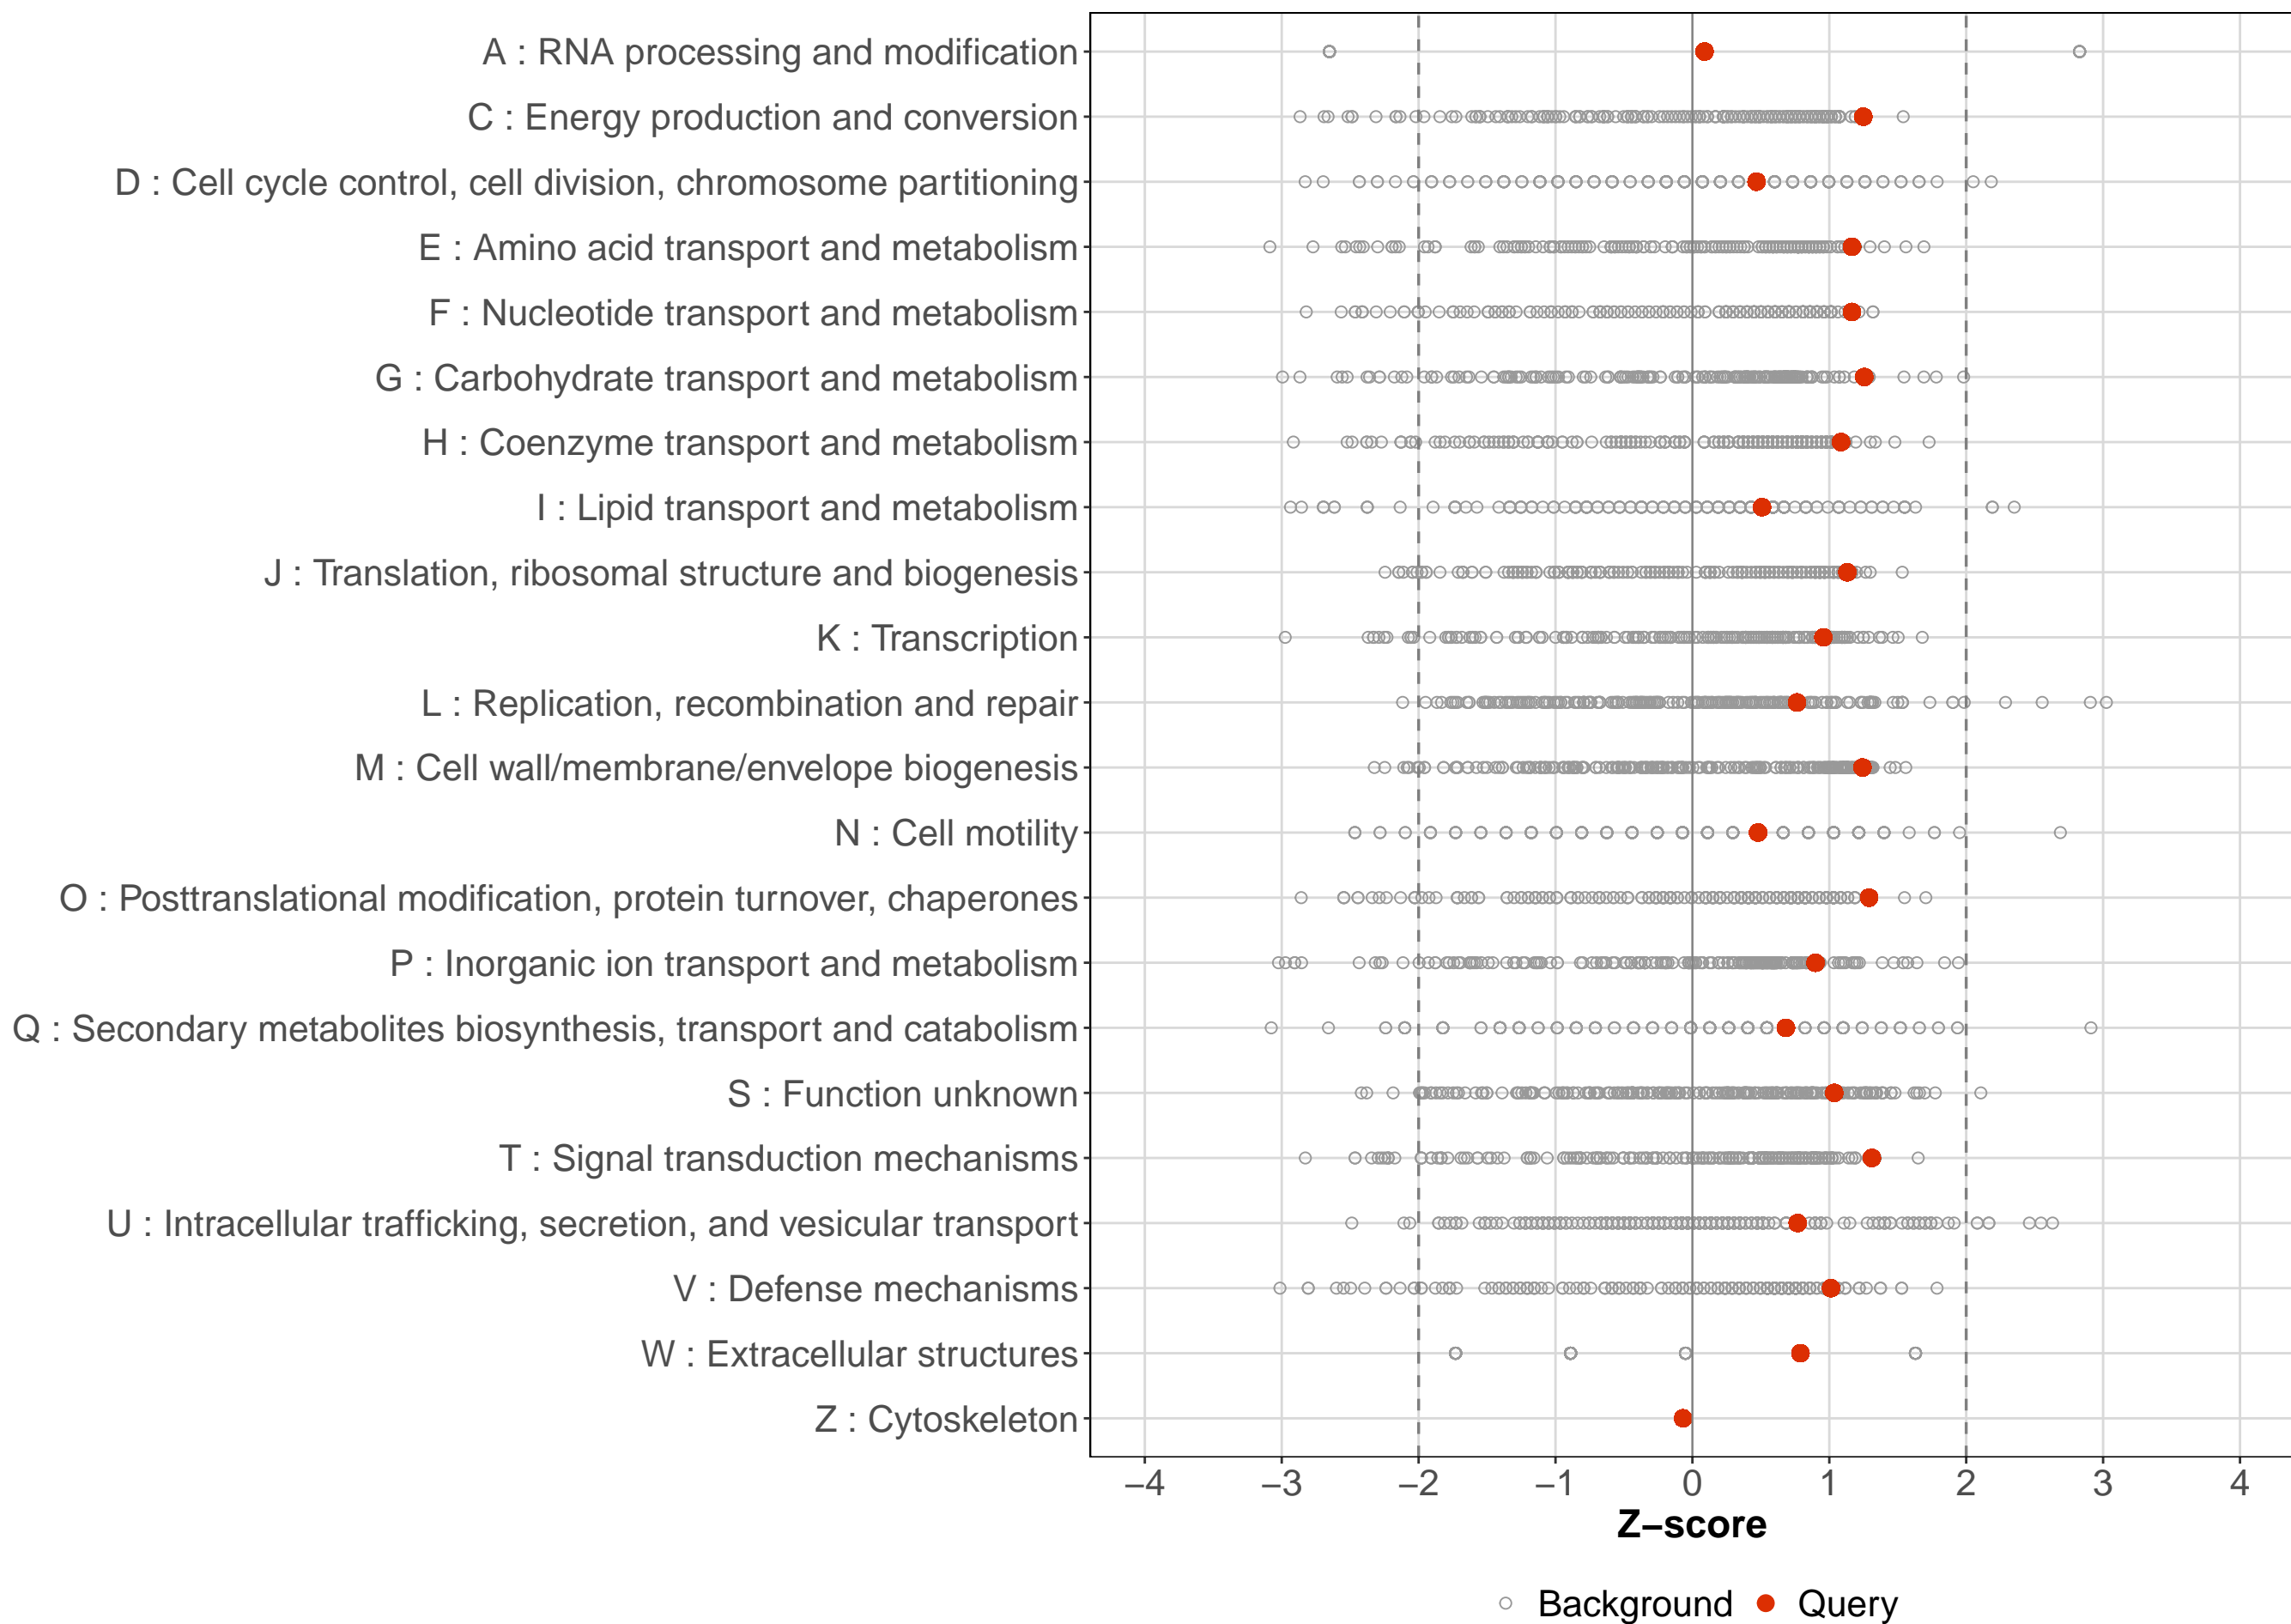 A : RNA processing and modification
C : Energy production and conversion
D : Cell cycle control, cell division, chromosome partitioning
E : Amino acid transport and metabolism
F : Nucleotide transport and metabolism
G : Carbohydrate transport and metabolism
H : Coenzyme transport and metabolism
I : Lipid transport and metabolism
J : Translation, ribosomal structure and biogenesis
K : Transcription
L : Replication, recombination and repair
M : Cell wall/membrane/envelope biogenesis
N : Cell motility
O : Posttranslational modification, protein turnover, chaperones
P : Inorganic ion transport and metabolism
Q : Secondary metabolites biosynthesis, transport and catabolism
S : Function unknown
T : Signal transduction mechanisms
U : Intracellular trafficking, secretion, and vesicular transport
V : Defense mechanisms
W : Extracellular structures
Z : Cytoskeleton
−4 −3 −2 −1 0 1 2 3 4
Z−score
Background Query